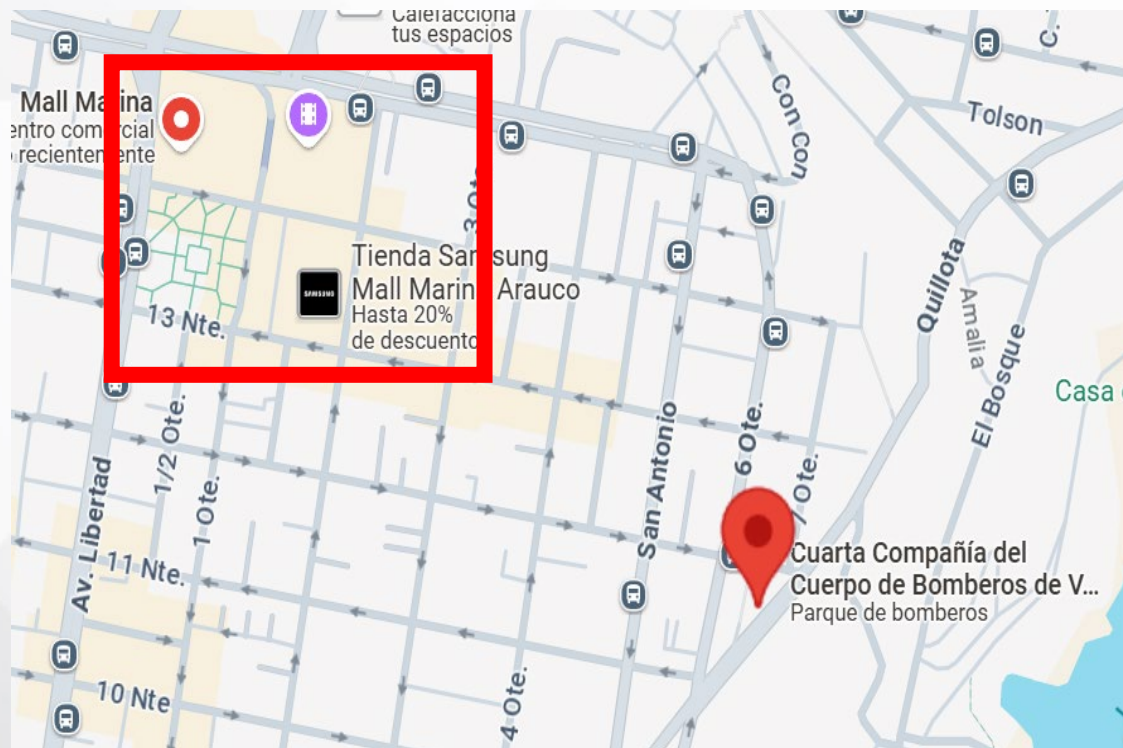 Calefacciona
tus espacios
C.
Con Con
Tolson
Mall Marina
entro comercial
recientemente
3 Ote.
Tienda Samsung
Mall Marina Arauco
Hasta 20%
de descuento
SAMSUNG
13 Nte.
Quillota
Amalia
El Bosque
Casa
1/2 Ote.
1 Ote.
Av. Libertad
San Antonio
6 Ote.
7 Ote.
11 Nte.
Cuarta Compañía del
Cuerpo de Bomberos de V...
Parque de bomberos
10 Nte
4 Ote.